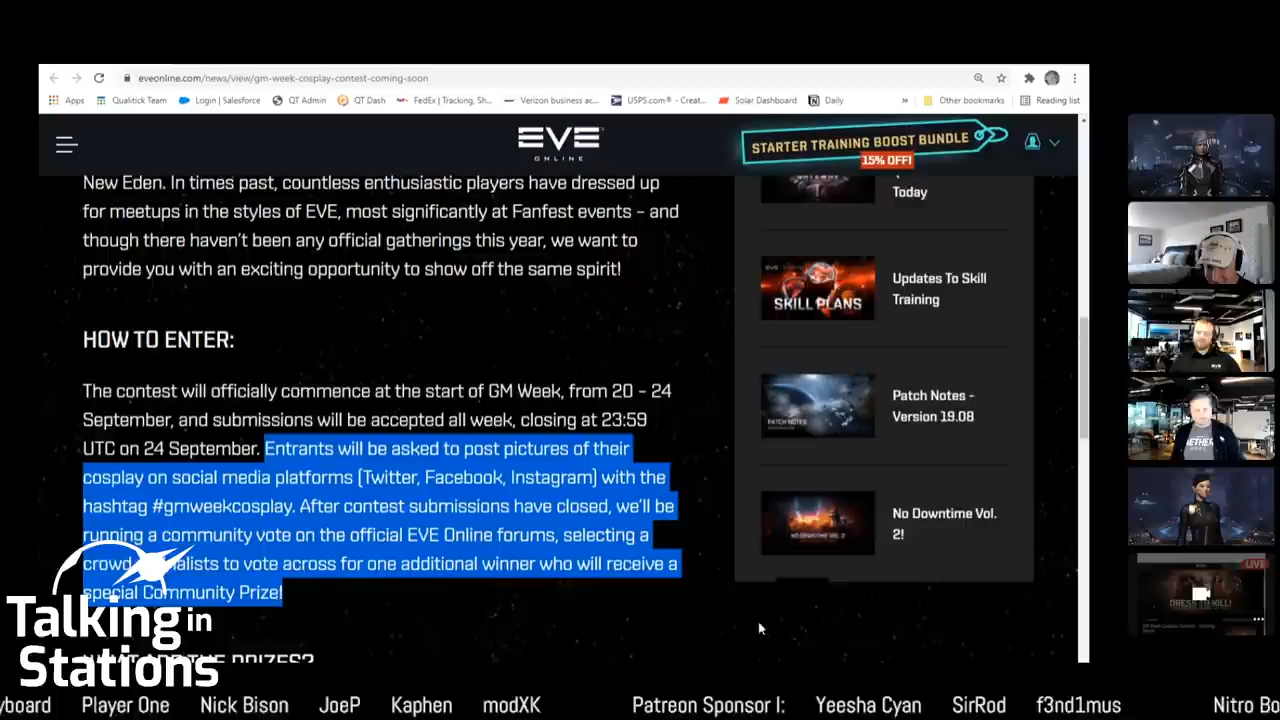 eveonline.com/news/view/gm-week-cosplay-contest-coming-soon
Apps Qualitick Team Login | Salesforce QT Admin QT Dash FedEx | Tracking, Sh... Verizon business ac... USPS.com® - Creat... Solar Dashboard Daily » Other bookmarks Reading list
EVE
ONLINE
STARTER TRAINING BOOST BUNDLE
15% OFF!
New Eden. In times past, countless enthusiastic players have dressed up
for meetups in the styles of EVE, most significantly at Fanfest events – and
though there haven't been any official gatherings this year, we want to
provide you with an exciting opportunity to show off the same spirit!
HOW TO ENTER:
The contest will officially commence at the start of GM Week, from 20 – 24
September, and submissions will be accepted all week, closing at 23:59
UTC on 24 September. Entrants will be asked to post pictures of their
cosplay on social media platforms (Twitter, Facebook, Instagram) with the
hashtag #gmweekcosplay. After contest submissions have closed, we'll be
running a community vote on the official EVE Online forums, selecting a
to vote across for one additional winner who will receive a
special Community Prize!
Today
SKILL PLANS
Updates To Skill
Training
PATCH NOTES
Patch Notes -
Version 19.08
NO DOWNTIME VOL. 2
No Downtime Vol.
2!
LIVE
DRESS TO KILL!
Talking in
Stations
Player One Nick Bison JoeP Kaphen modXK Patreon Sponsor I: Yeesha Cyan SirRod f3nd1mus